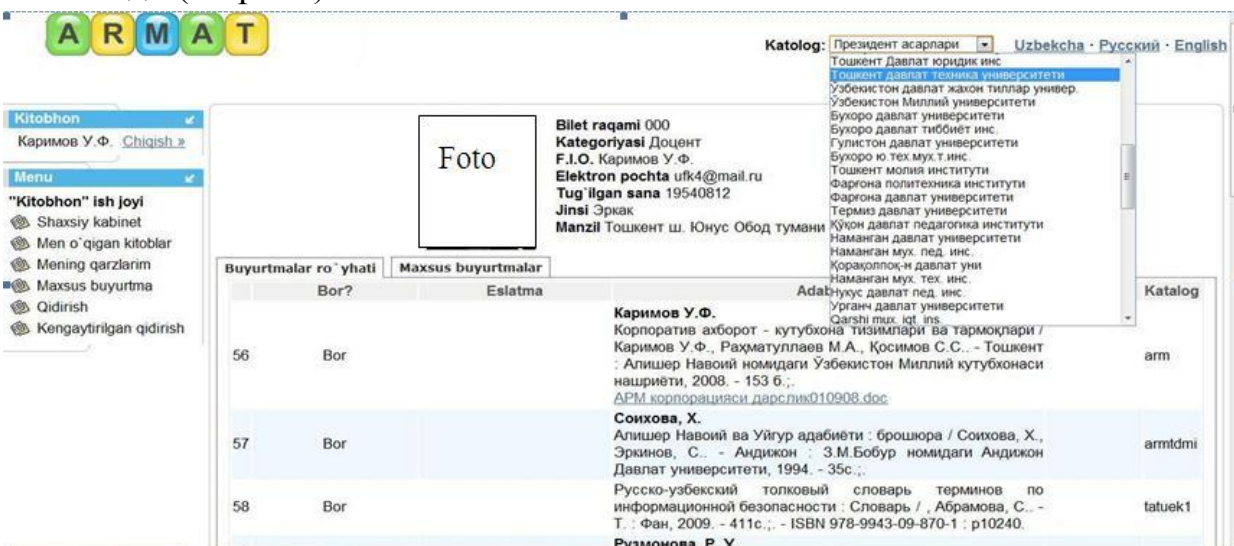 ARMAT
Katalog: Президент асарлари Uzbekcha · Русский · English
Тошкент Давлат юридик инс
Тошкент давлат техника университети
Ўзбекистон давлат жахон тиллар универ.
Ўзбекистон Миллий университети
Бухоро давлат университети
Бухоро давлат тиббиёт инс.
Гулистон давлат университети
Бухоро ю.тех.мух.т.инс.
Тошкент молия институти
Фаргона политехника институти
Фаргона давлат университети
Термиз давлат университети
Қўқон давлат педагогика институти
Наманган давлат университети
Наманган мух. пед. инс.
Қорақолпоқ-н давлат уни
Наманган мух. тех. инс.
Нукус давлат пед. инс.
Урганч давлат университети
Qarshi mux. iqt. ins.
Kitobhon
Каримов У.Ф. Chiqish »
Menu
"Kitobhon" ish joyi
Shaxsiy kabinet
Men o`qigan kitoblar
Mening qarzlarim
Maxsus buyurtma
Qidirish
Kengaytirilgan qidirish
Foto
Bilet raqami 000
Kategoriyasi Доцент
F.I.O. Каримов У.Ф.
Elektron pochta ufk4@mail.ru
Tug`ilgan sana 19540812
Jinsi Эркак
Manzil Тошкент ш. Юнус Обод тумани
Buyurtmalar ro`yhati Maxsus buyurtmalar
Bor? Eslatma Adab Katalog
56 Bor
Каримов У.Ф.
Корпоратив ахборот - кутубхона тизимлари ва тармоқлари /
Каримов У.Ф., Раҳматуллаев М.А., Қосимов С.С.. - Тошкент
: Алишер Навоий номидаги Ўзбекистон Миллий кутубхонаси
нашриёти, 2008. - 153 б.;.
АРМ корпорацияси дарслик010908.doc
arm
57 Bor
Соихова, Х.
Алишер Навоий ва Уйгур адабиёти : брошюра / Соихова, Х.,
Эркинов, С.. - Андижон : З.М.Бобур номидаги Андижон
Давлат университети, 1994. - 35с.;.
armtdmi
58 Bor
Русско-узбекский толковый словарь терминов по
информационной безопасности : Словарь / , Абрамова, С.. -
Т. : Фан, 2009. - 411с.;. - ISBN 978-9943-09-870-1 : р10240.
tatuek1
Рузмонова, Р. У.